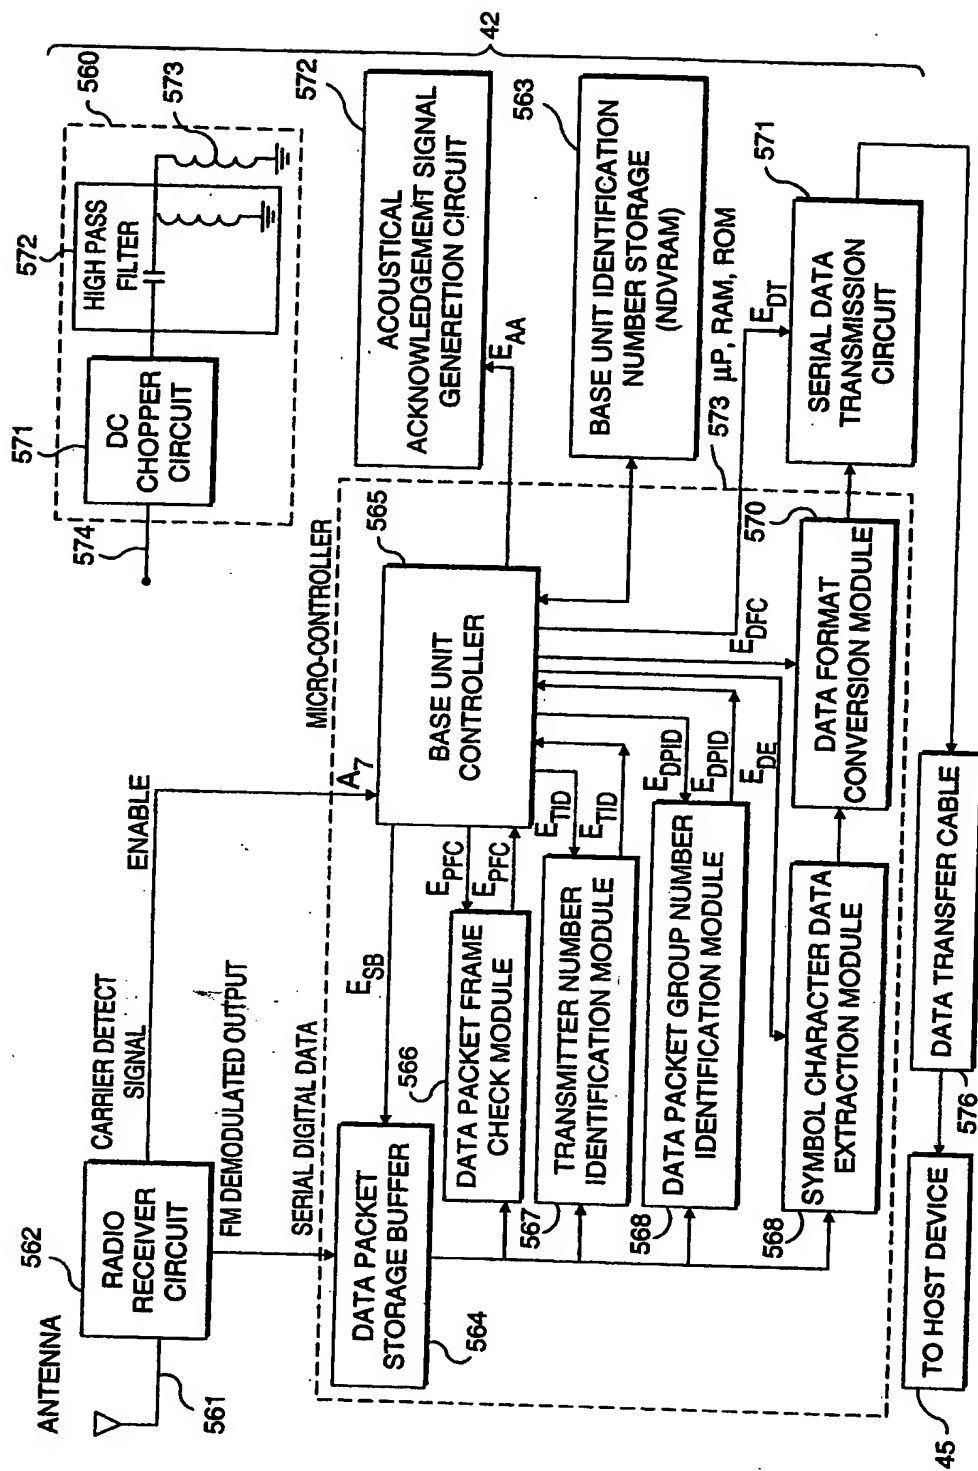 ANTENNA
561
562
RADIO
RECEIVER
CIRCUIT
CARRIER DETECT
SIGNAL
ENABLE
FM DEMODULATED OUTPUT
SERIAL DIGITAL DATA
A7
574
571
DC
CHOPPER
CIRCUIT
572
HIGH PASS
FILTER
560
573
42
MICRO-CONTROLLER
564
DATA PACKET
STORAGE BUFFER
ESB
565
BASE UNIT
CONTROLLER
EAA
572
ACOUSTICAL
ACKNOWLEDGEMEMT SIGNAL
GENERETION CIRCUIT
563
BASE UNIT IDENTIFICATION
NUMBER STORAGE
(NDVRAM)
573 µP, RAM, ROM
EPFC
EPFC
566
DATA PACKET FRAME
CHECK MODULE
ETID
ETID
567
TRANSMITTER NUMBER
IDENTIFICATION MODULE
EDPID
EDPID
568
DATA PACKET GROUP NUMBER
IDENTIFICATION MODULE
EDE
568
SYMBOL CHARACTER DATA
EXTRACTION MODULE
EDFC
570
DATA FORMAT
CONVERSION MODULE
EDT
571
SERIAL DATA
TRANSMISSION
CIRCUIT
45
TO HOST DEVICE
576
DATA TRANSFER CABLE